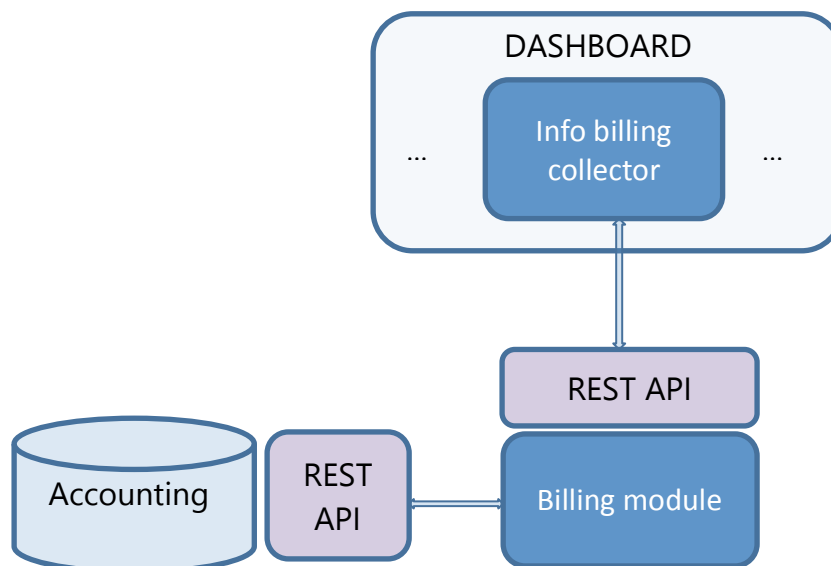 DASHBOARD
Info billing
collector
...
...
REST API
Accounting
REST
API
Billing module